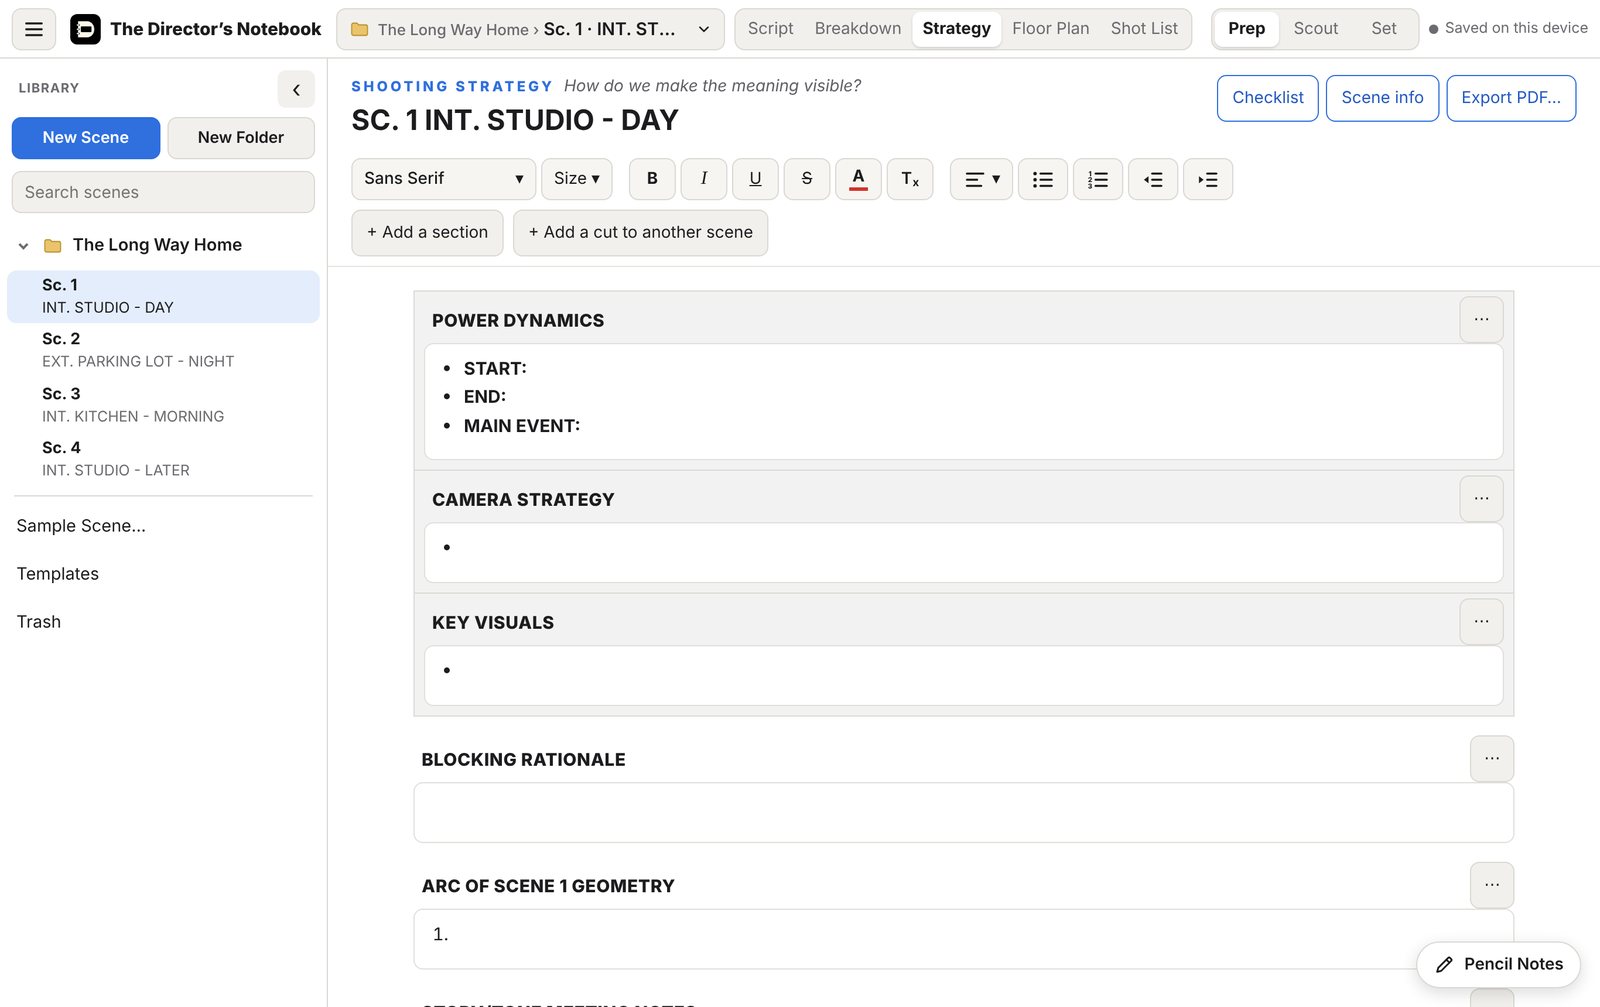 The Director's Notebook
The Long Way Home › Sc. 1 · INT. ST...
Script Breakdown Strategy Floor Plan Shot List
Prep Scout Set
Saved on this device
LIBRARY
New Scene New Folder
Search scenes
The Long Way Home
Sc. 1
INT. STUDIO - DAY
Sc. 2
EXT. PARKING LOT - NIGHT
Sc. 3
INT. KITCHEN - MORNING
Sc. 4
INT. STUDIO - LATER
Sample Scene...
Templates
Trash
SHOOTING STRATEGY How do we make the meaning visible?
SC. 1 INT. STUDIO - DAY
Checklist Scene info Export PDF...
Sans Serif Size B I U S A Tx
+ Add a section + Add a cut to another scene
POWER DYNAMICS
• START:
• END:
• MAIN EVENT:
CAMERA STRATEGY
•
KEY VISUALS
•
BLOCKING RATIONALE
ARC OF SCENE 1 GEOMETRY
1.
Pencil Notes